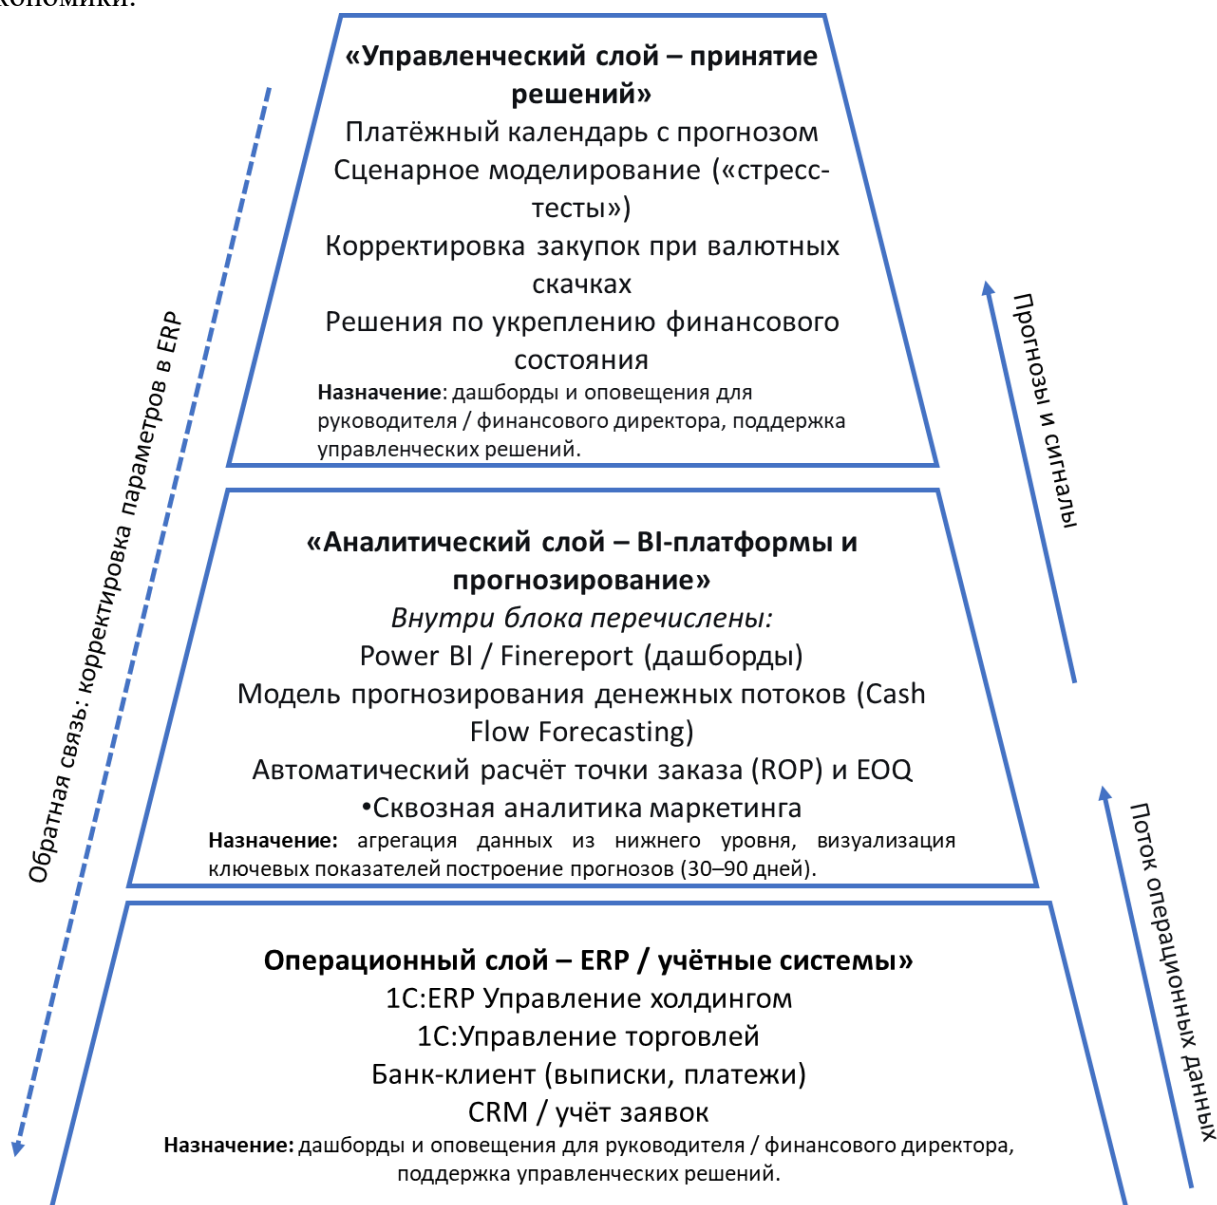 кономики.
«Управленческий слой – принятие
решений»
Платёжный календарь с прогнозом
Сценарное моделирование («стресс-
тесты»)
Корректировка закупок при валютных
скачках
Решения по укреплению финансового
состояния
Назначение: дашборды и оповещения для
руководителя / финансового директора, поддержка
управленческих решений.
«Аналитический слой – BI-платформы и
прогнозирование»
Внутри блока перечислены:
Power BI / Finereport (дашборды)
Модель прогнозирования денежных потоков (Cash
Flow Forecasting)
Автоматический расчёт точки заказа (ROP) и EOQ
•Сквозная аналитика маркетинга
Назначение: агрегация данных из нижнего уровня, визуализация
ключевых показателей построение прогнозов (30–90 дней).
Операционный слой – ERP / учётные системы»
1С:ERP Управление холдингом
1С:Управление торговлей
Банк-клиент (выписки, платежи)
CRM / учёт заявок
Назначение: дашборды и оповещения для руководителя / финансового директора,
поддержка управленческих решений.
Обратная связь: корректировка параметров в ERP
Прогнозы и сигналы
Поток операционных данных